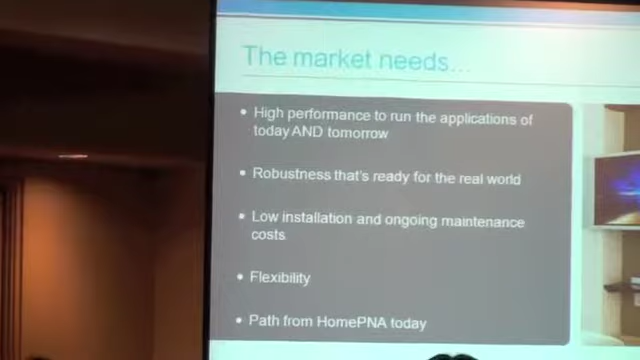 The market needs...
• High performance to run the applications of
today AND tomorrow
• Robustness that's ready for the real world
• Low installation and ongoing maintenance
costs
• Flexibility
• Path from HomePNA today